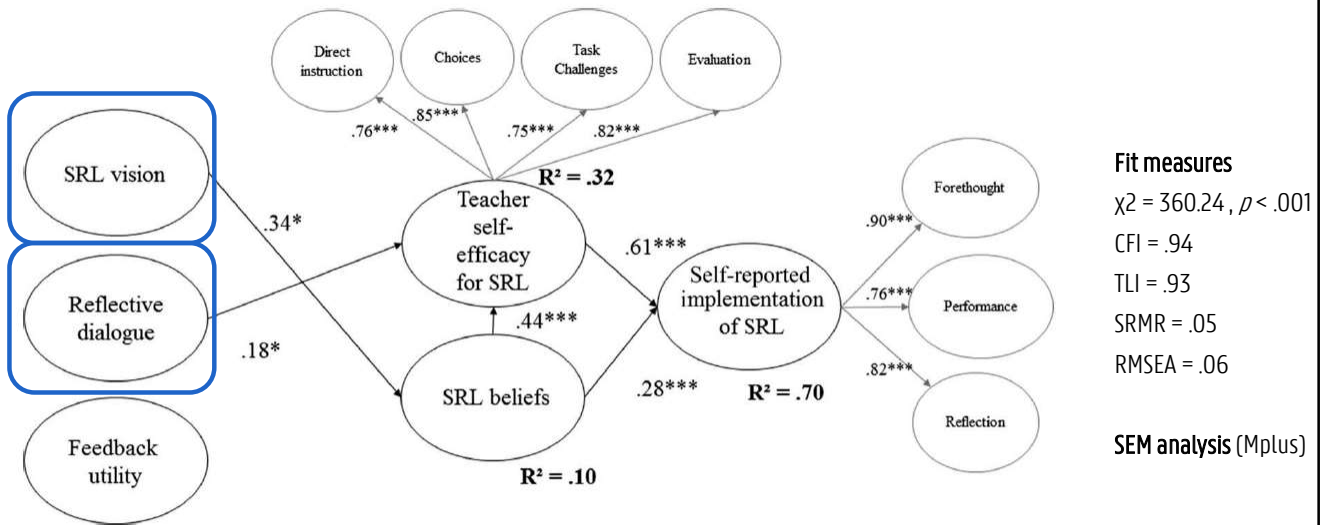 Direct
instruction
Choices
Task
Challenges
Evaluation
.76***
.85***
.75***
.82***
SRL vision
R² = .32
Teacher
self-
efficacy
for SRL
.34*
Reflective
dialogue
.18*
.44***
.61***
Self-reported
implementation
of SRL
SRL beliefs
.28***
R² = .70
Feedback
utility
R² = .10
Forethought
.90***
.76***
Performance
.82***
Reflection
Fit measures
χ2 = 360.24 , p < .001
CFI = .94
TLI = .93
SRMR = .05
RMSEA = .06
SEM analysis (Mplus)